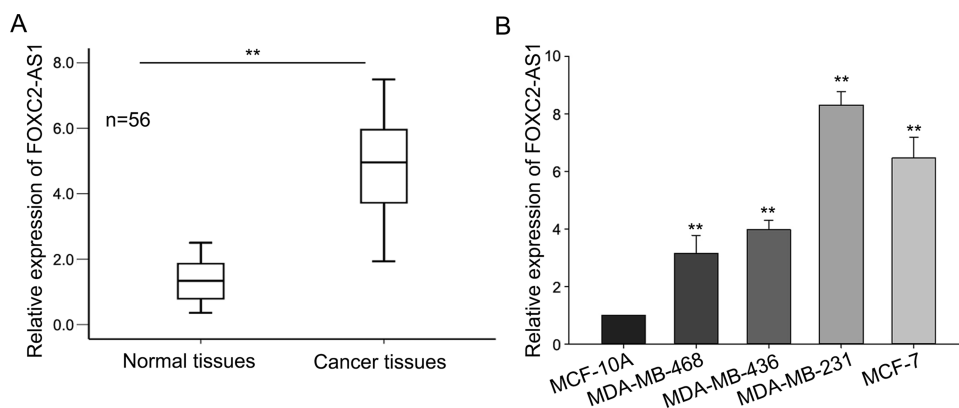 A
Relative expression of FOXC2-AS1
8.0
6.0
4.0
2.0
0.0
**
n=56
Normal tissues
Cancer tissues
B
Relative expression of FOXC2-AS1
10
8
6
4
2
0
**
**
**
**
MCF-10A
MDA-MB-468
MDA-MB-436
MDA-MB-231
MCF-7